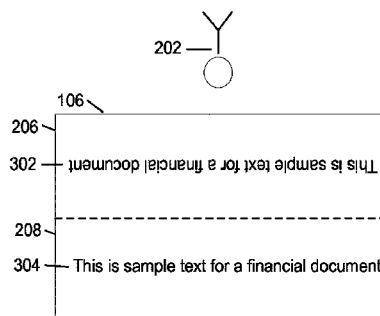 202
106
206
302 This is sample text for a financial document
208
304 This is sample text for a financial document